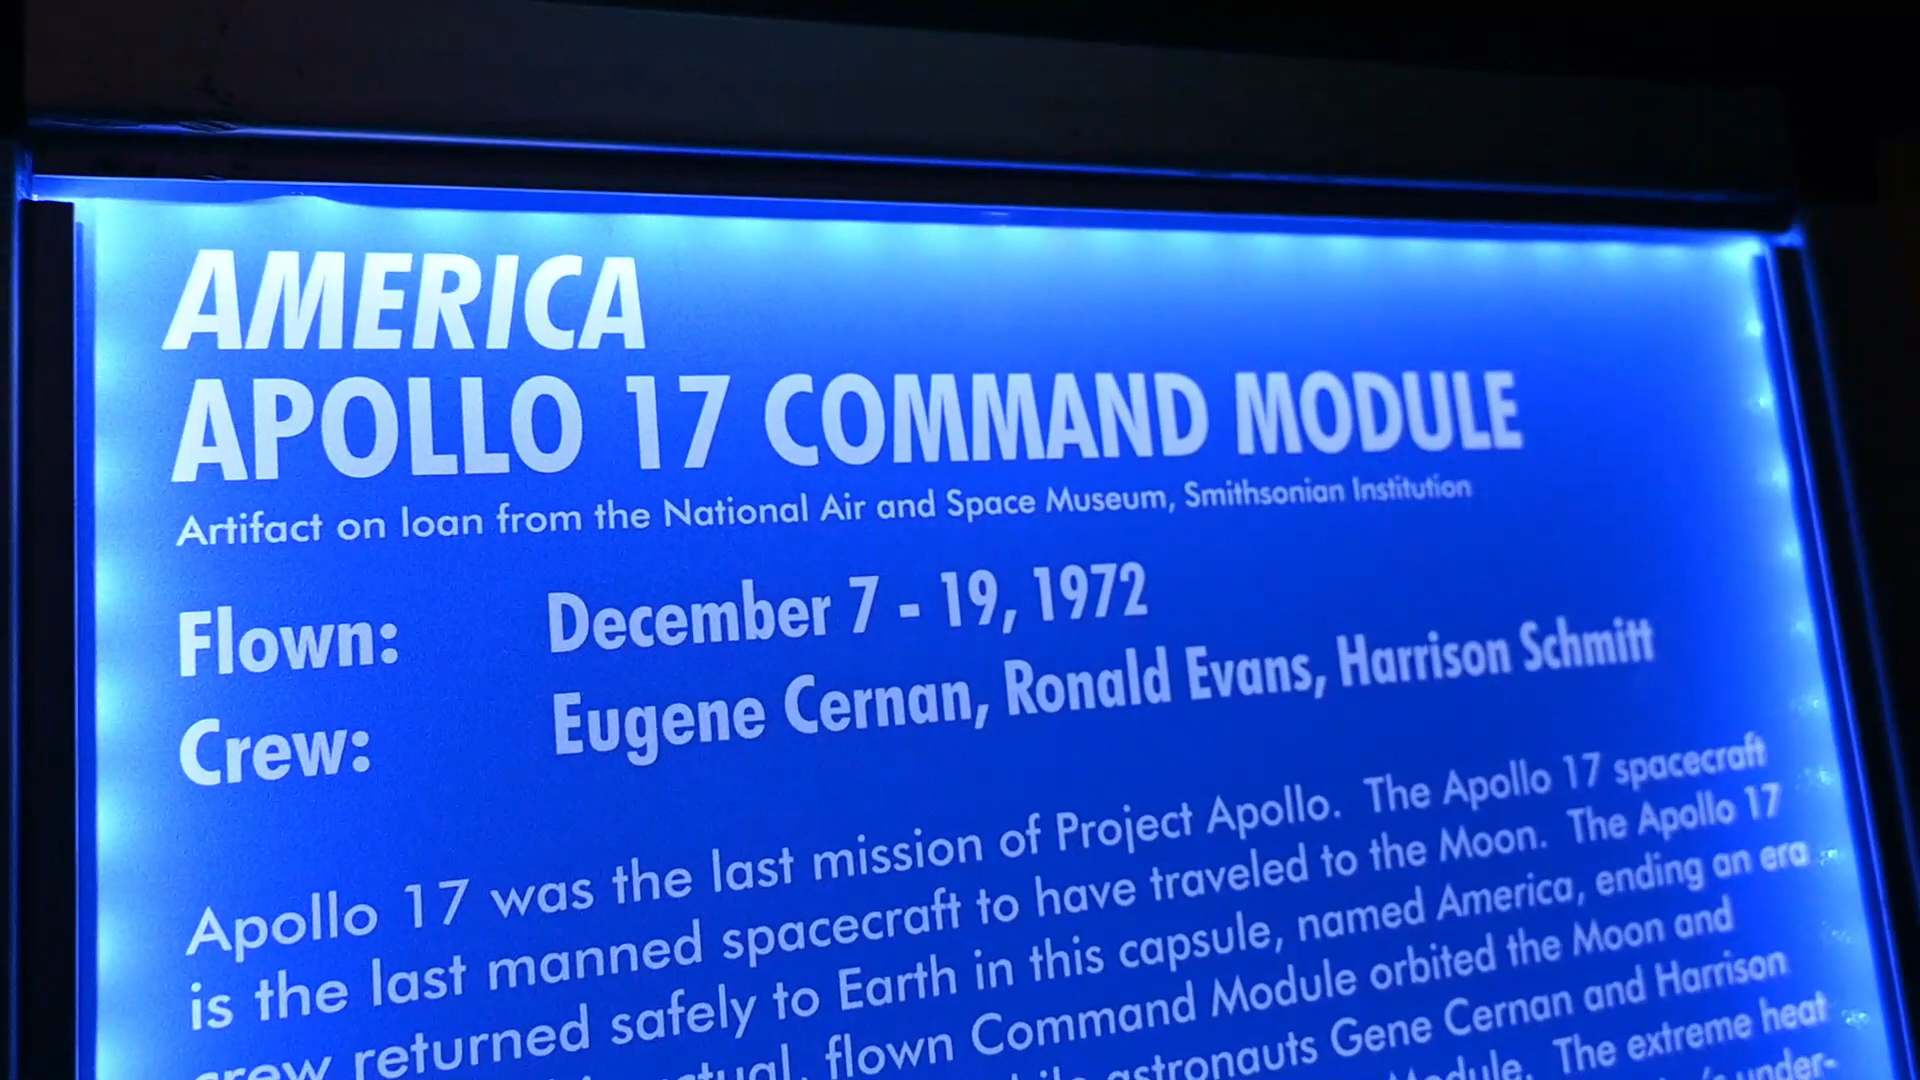 AMERICA
APOLLO 17 COMMAND MODULE
Artifact on loan from the National Air and Space Museum, Smithsonian Institution
Flown: December 7 - 19, 1972
Crew: Eugene Cernan, Ronald Evans, Harrison Schmitt
Apollo 17 was the last mission of Project Apollo. The Apollo 17 spacecraft
is the last manned spacecraft to have traveled to the Moon. The Apollo 17
crew returned safely to Earth in this capsule, named America, ending an era
flown Command Module orbited the Moon and
astronauts Gene Cernan and Harrison
Module. The extreme heat
under-